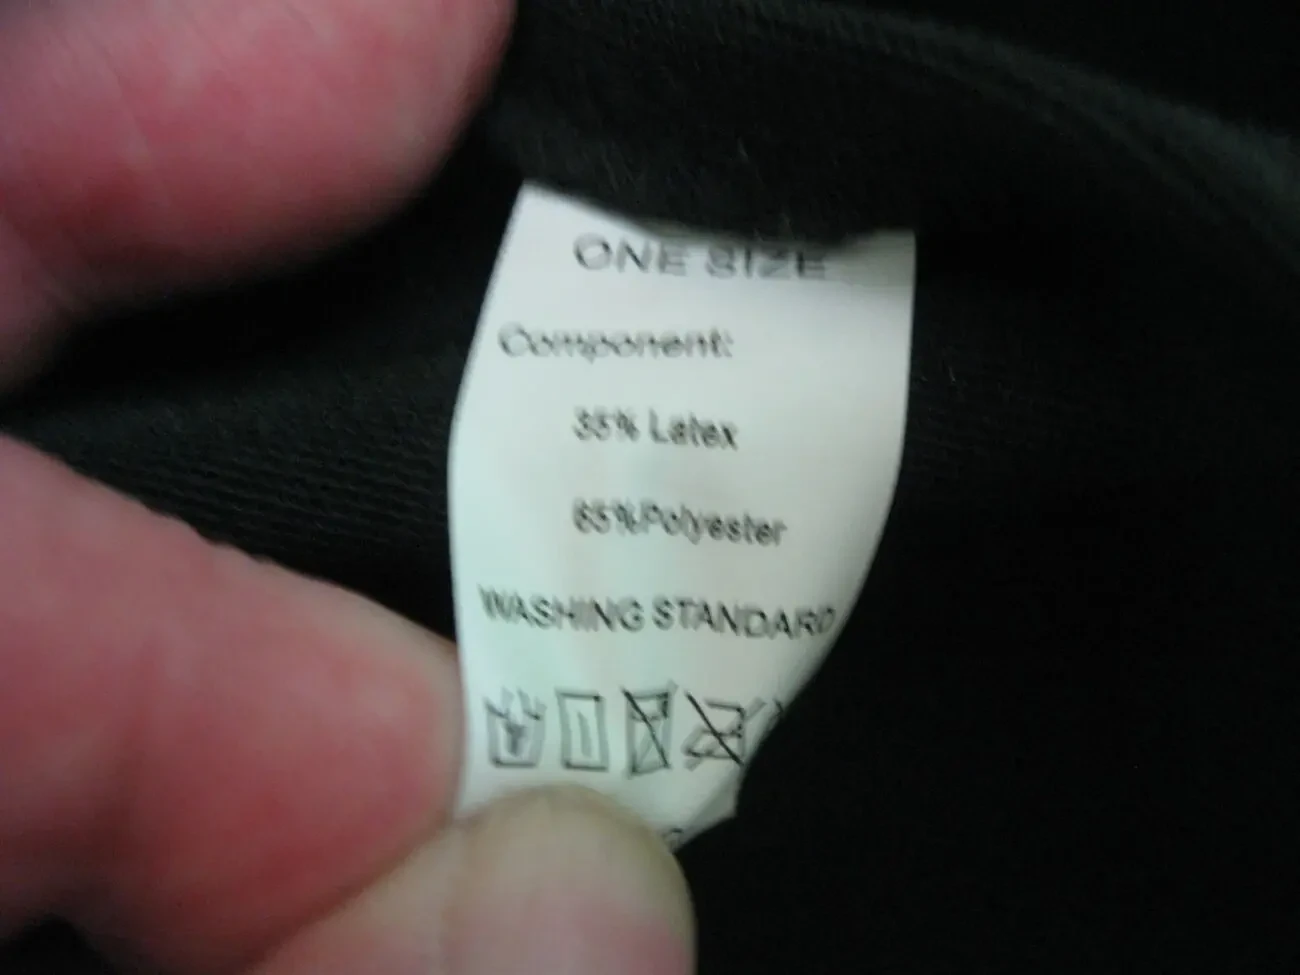 ONE SIZE
Component:
35% Latex
65%Polyester
WASHING STANDARD